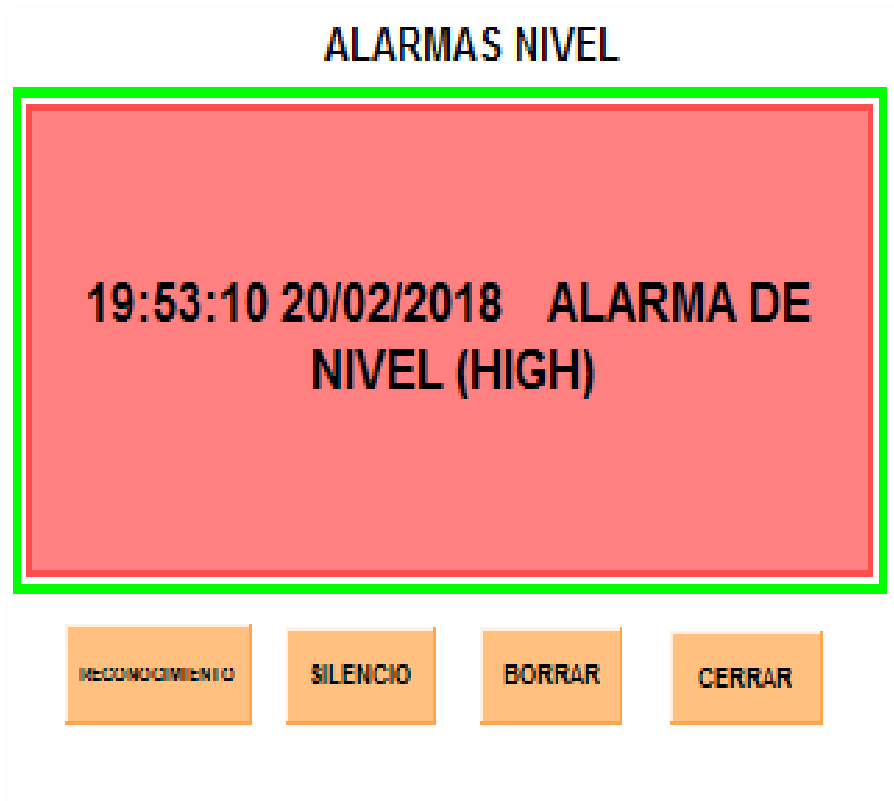 ALARMAS NIVEL
19:53:10 20/02/2018 ALARMA DE
NIVEL (HIGH)
RECONOCIMIENTO
SILENCIO
BORRAR
CERRAR